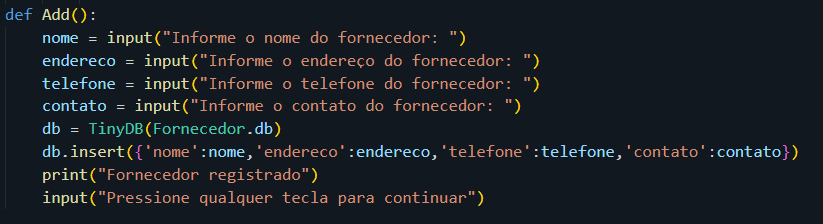 def Add():
    nome = input("Informe o nome do fornecedor: ")
    endereco = input("Informe o endereço do fornecedor: ")
    telefone = input("Informe o telefone do fornecedor: ")
    contato = input("Informe o contato do fornecedor: ")
    db = TinyDB(Fornecedor.db)
    db.insert({'nome':nome,'endereco':endereco,'telefone':telefone,'contato':contato})
    print("Fornecedor registrado")
    input("Pressione qualquer tecla para continuar")